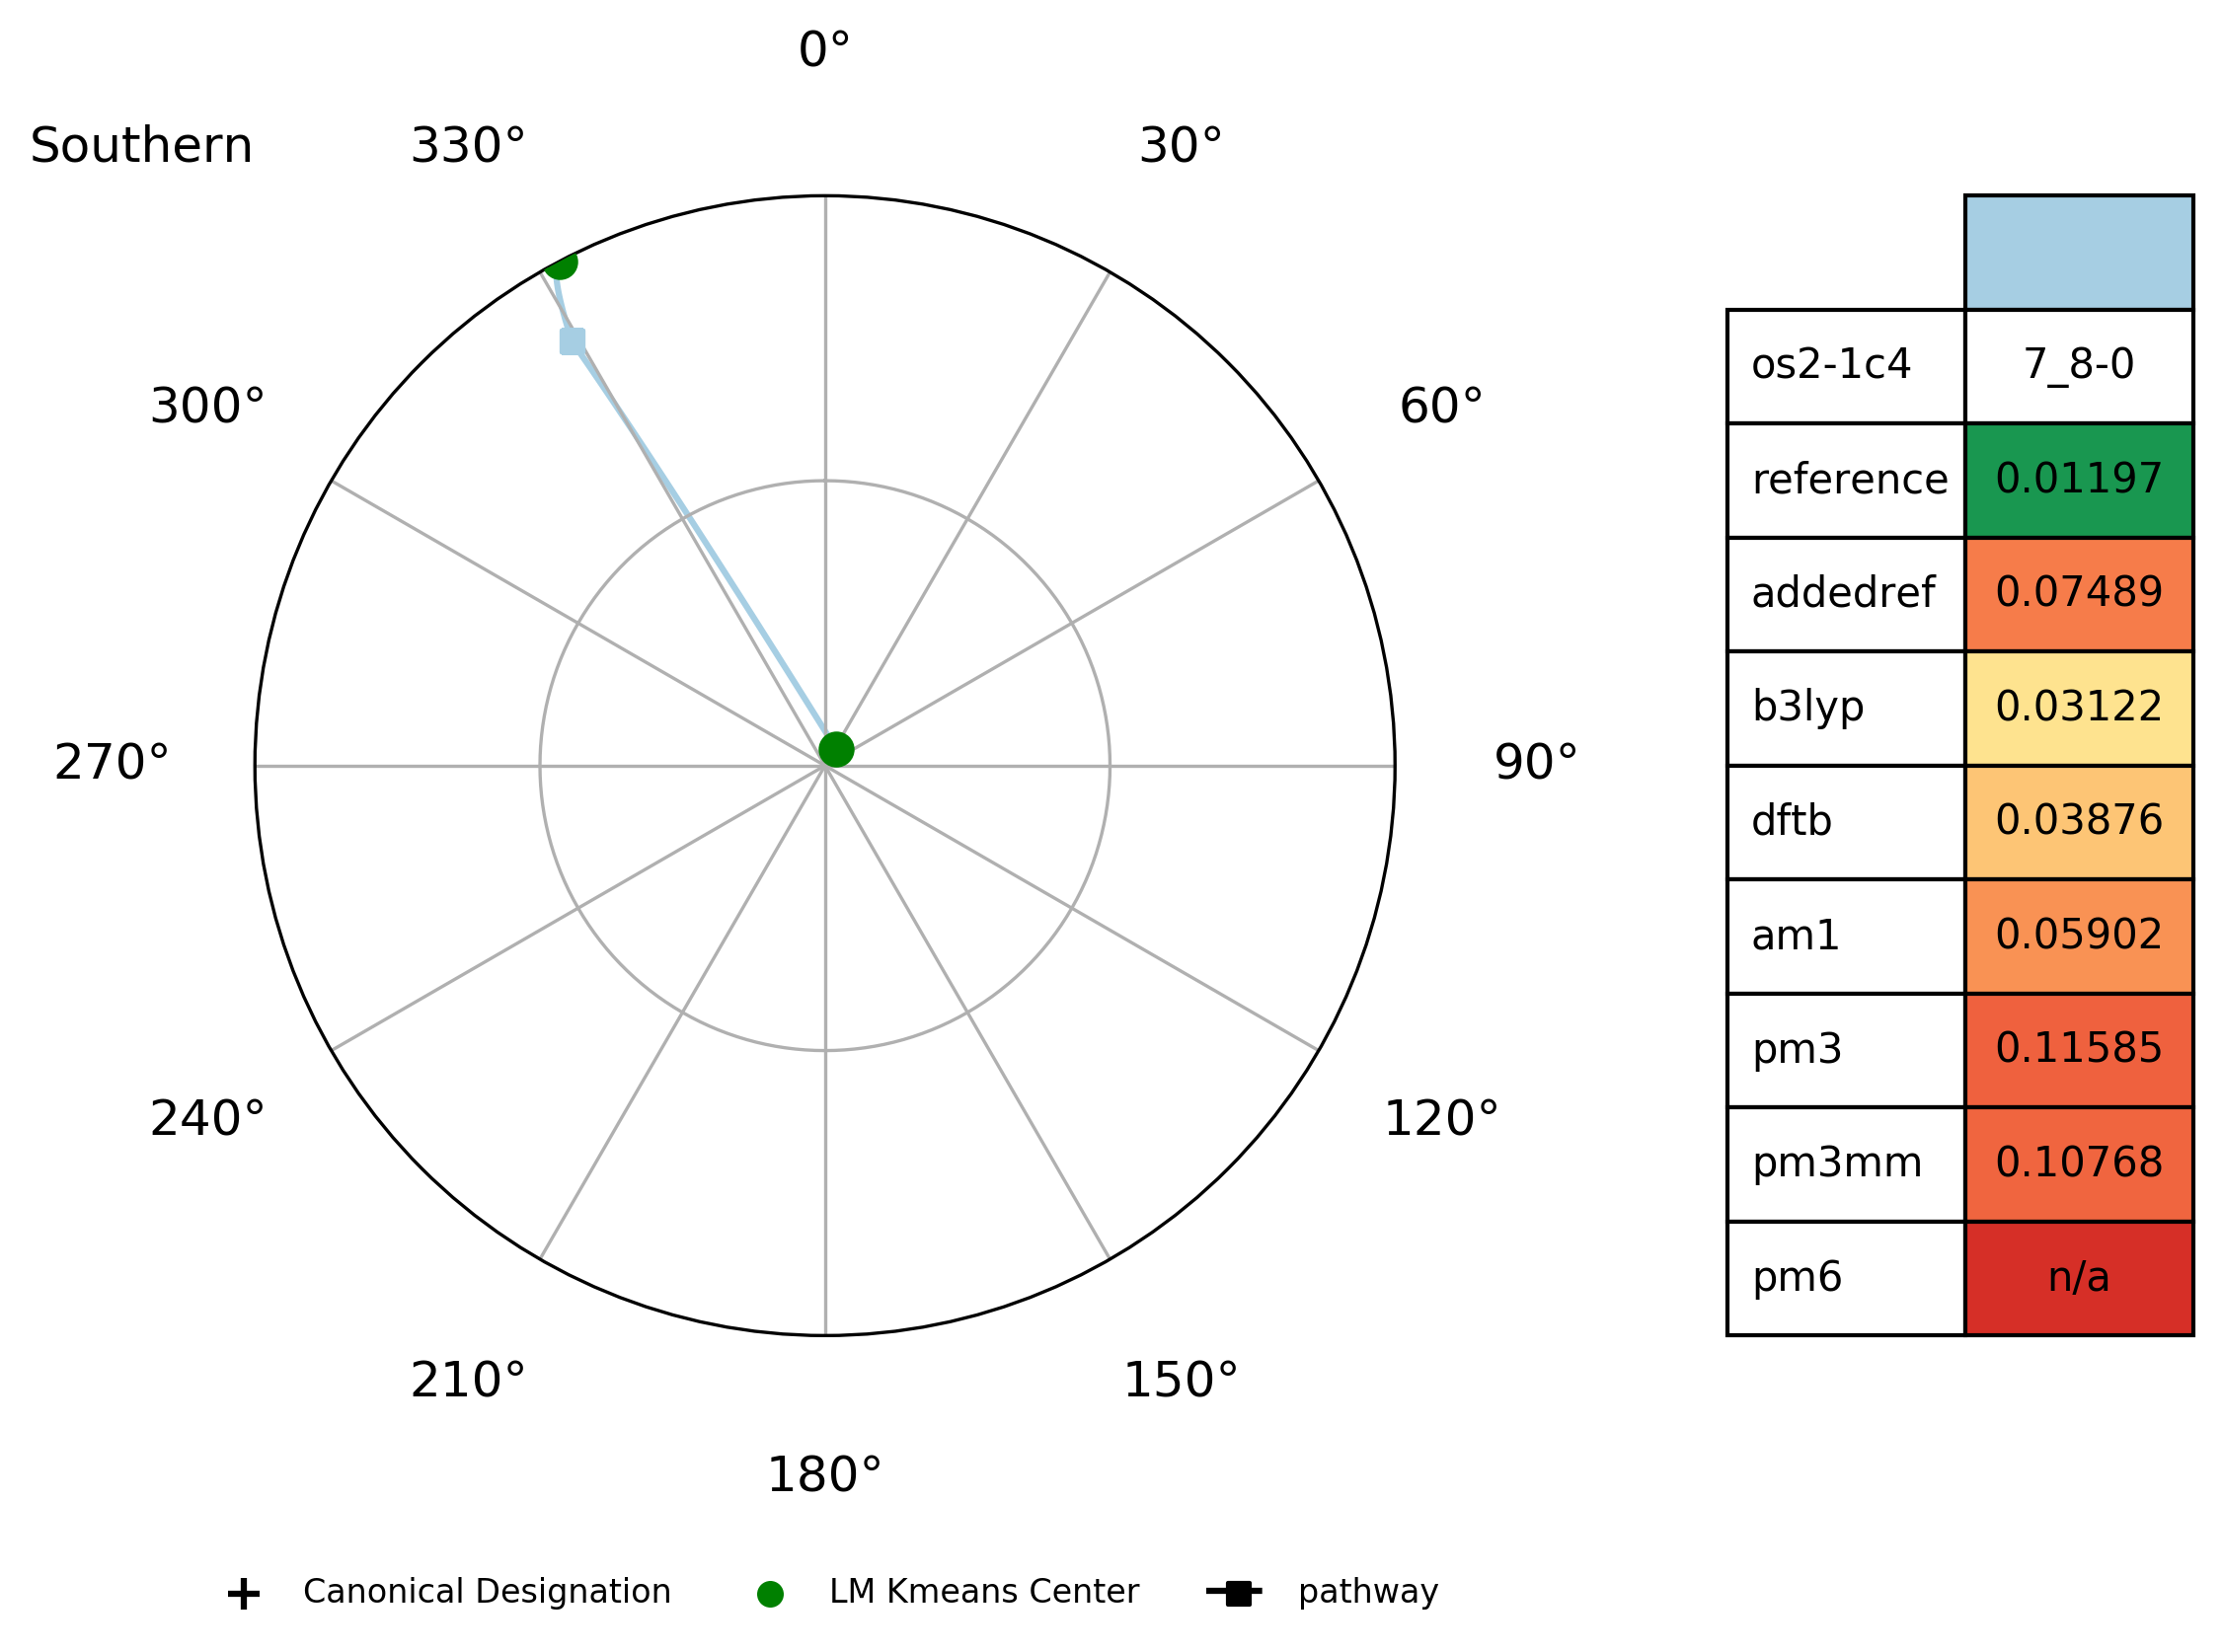 0°
Southern
330°
30°
300°
60°
270°
90°
240°
120°
210°
150°
180°
os2-1c4 7_8-0
reference 0.01197
addedref 0.07489
b3lyp 0.03122
dftb 0.03876
am1 0.05902
pm3 0.11585
pm3mm 0.10768
pm6 n/a
Canonical Designation LM Kmeans Center pathway